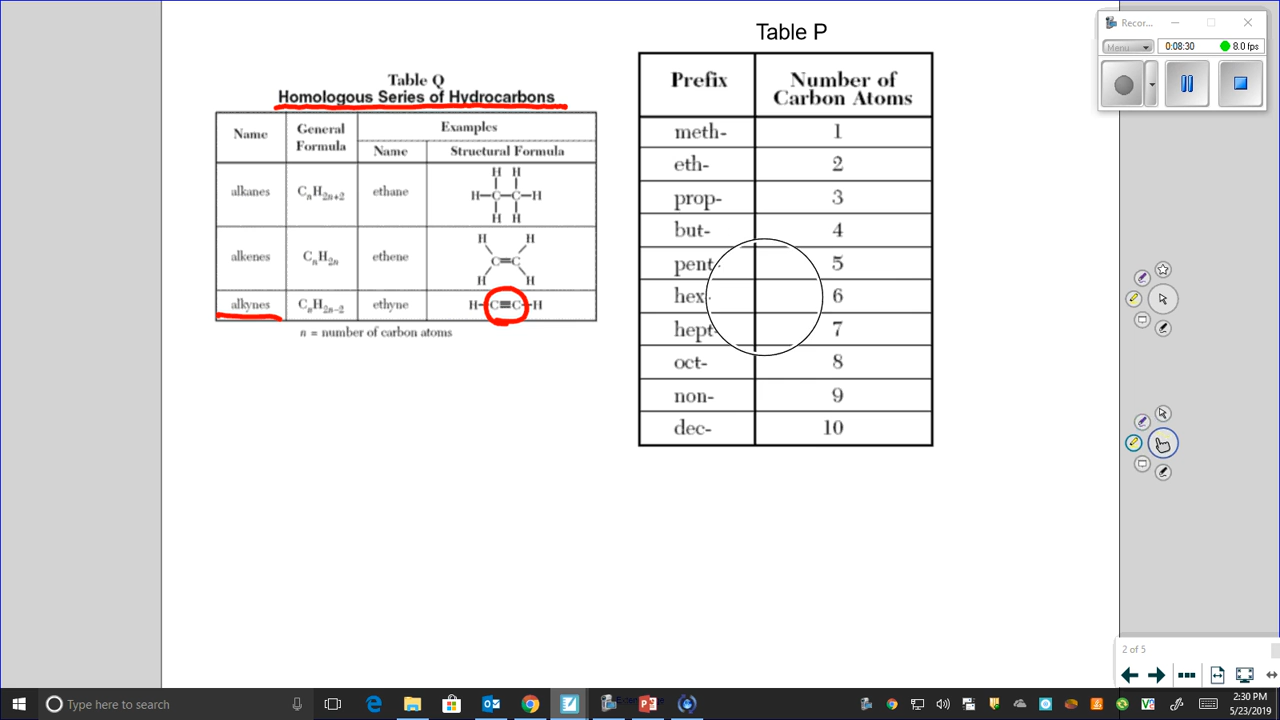 Table P
Table Q
Homologous Series of Hydrocarbons
Name
General Formula
Examples
Name
Structural Formula
alkanes
CnH2n+2
ethane
H H
H–C–C–H
H H
alkenes
CnH2n
ethene
H H
C=C
H H
alkynes
CnH2n–2
ethyne
H–C≡C–H
n = number of carbon atoms
Prefix
Number of Carbon Atoms
meth- 1
eth- 2
prop- 3
but- 4
pent- 5
hex- 6
hept- 7
oct- 8
non- 9
dec- 10
Recor...
Menu
0:08:30
8.0 fps
2 of 5
Type here to search
2:30 PM
5/23/2019